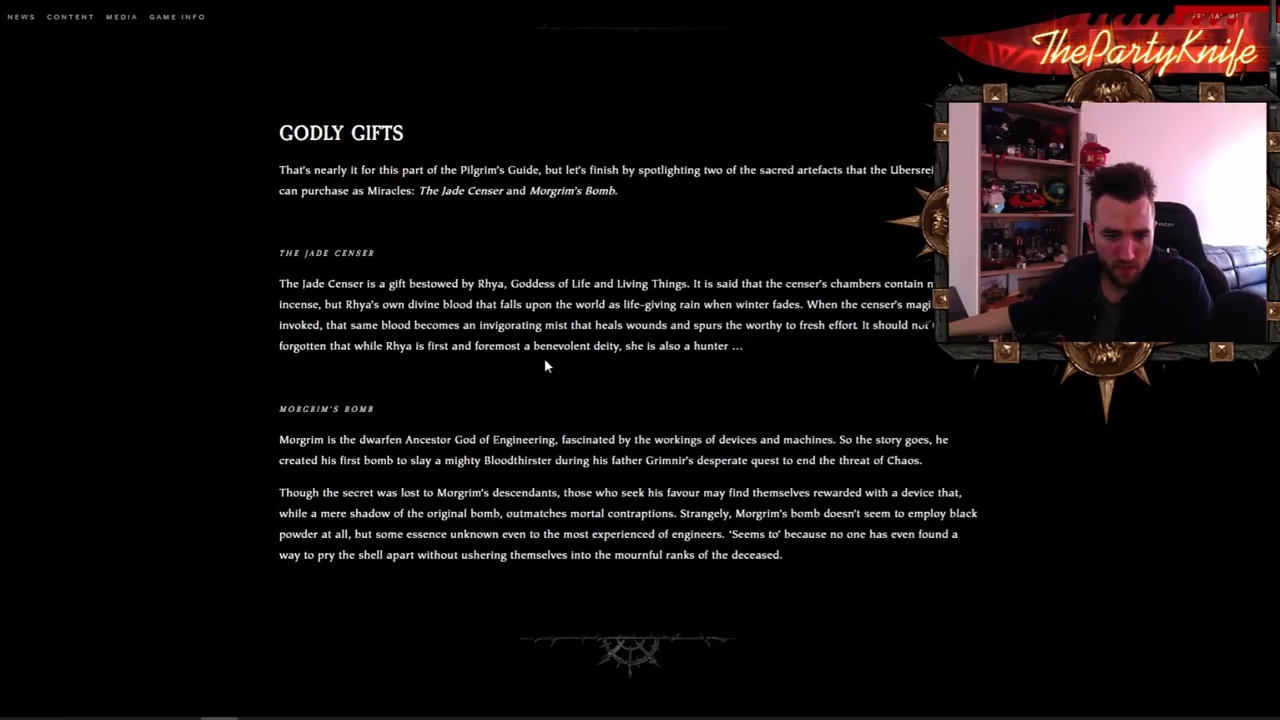 NEWS CONTENT MEDIA GAME INFO
ThePartyKnife
GODLY GIFTS
That's nearly it for this part of the Pilgrim's Guide, but let's finish by spotlighting two of the sacred artefacts that the
can purchase as Miracles: The Jade Censer and Morgrim's Bomb.
THE JADE CENSER
The Jade Censer is a gift bestowed by Rhya, Goddess of Life and Living Things. It is said that the censer's chambers contain
incense, but Rhya's own divine blood that falls upon the world as life-giving rain when winter fades. When the censer's
invoked, that same blood becomes an invigorating mist that heals wounds and spurs the worthy to fresh effort. It should
forgotten that while Rhya is first and foremost a benevolent deity, she is also a hunter ...
MORGRIM'S BOMB
Morgrim is the dwarfen Ancestor God of Engineering, fascinated by the workings of devices and machines. So the story goes, he
created his first bomb to slay a mighty Bloodthirster during his father Grimnir's desperate quest to end the threat of Chaos.
Though the secret was lost to Morgrim's descendants, those who seek his favour may find themselves rewarded with a device that,
while a mere shadow of the original bomb, outmatches mortal contraptions. Strangely, Morgrim's bomb doesn't seem to employ black
powder at all, but some essence unknown even to the most experienced of engineers. 'Seems to' because no one has even found a
way to pry the shell apart without ushering themselves into the mournful ranks of the deceased.